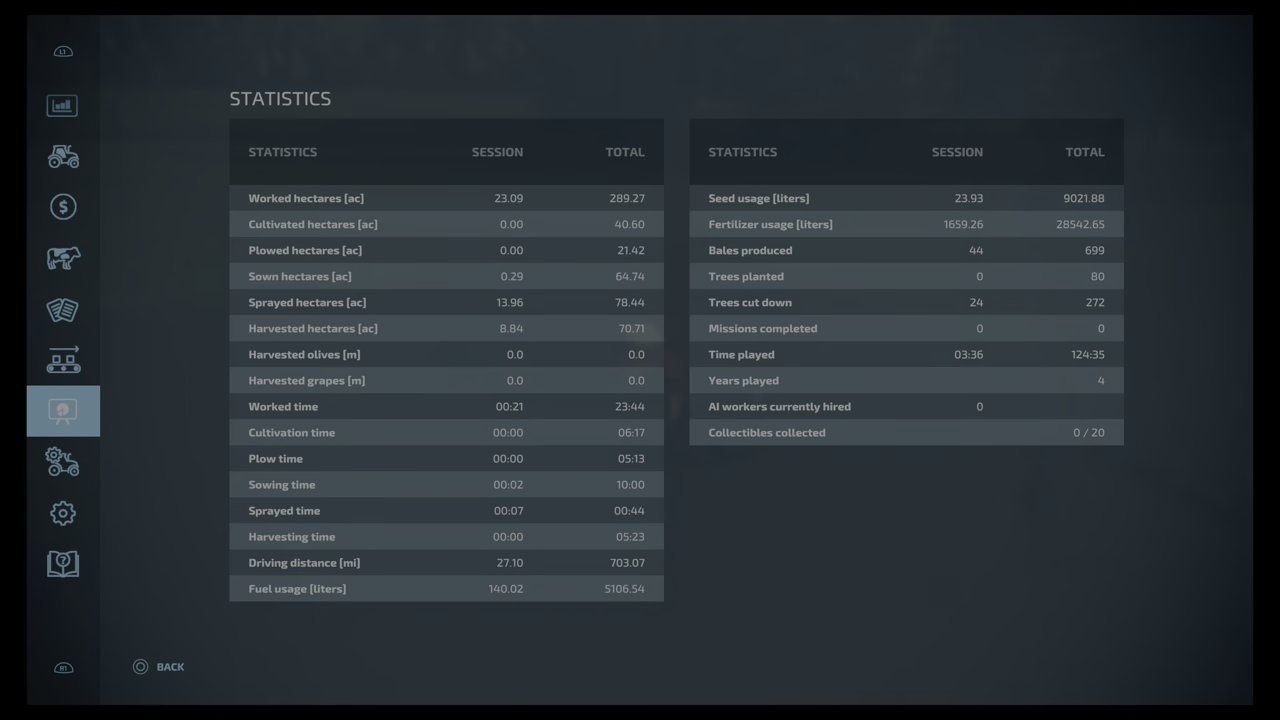 L1
STATISTICS
STATISTICS SESSION TOTAL
Worked hectares [ac] 23.09 289.27
Cultivated hectares [ac] 0.00 40.60
Plowed hectares [ac] 0.00 21.42
Sown hectares [ac] 0.29 64.74
Sprayed hectares [ac] 13.96 78.44
Harvested hectares [ac] 8.84 70.71
Harvested olives [m] 0.0 0.0
Harvested grapes [m] 0.0 0.0
Worked time 00:21 23:44
Cultivation time 00:00 06:17
Plow time 00:00 05:13
Sowing time 00:02 10:00
Sprayed time 00:07 00:44
Harvesting time 00:00 05:23
Driving distance [mi] 27.10 703.07
Fuel usage [liters] 140.02 5106.54
STATISTICS SESSION TOTAL
Seed usage [liters] 23.93 9021.88
Fertilizer usage [liters] 1659.26 28542.65
Bales produced 44 699
Trees planted 0 80
Trees cut down 24 272
Missions completed 0 0
Time played 03:36 124:35
Years played 4
AI workers currently hired 0
Collectibles collected 0 / 20
R1
BACK